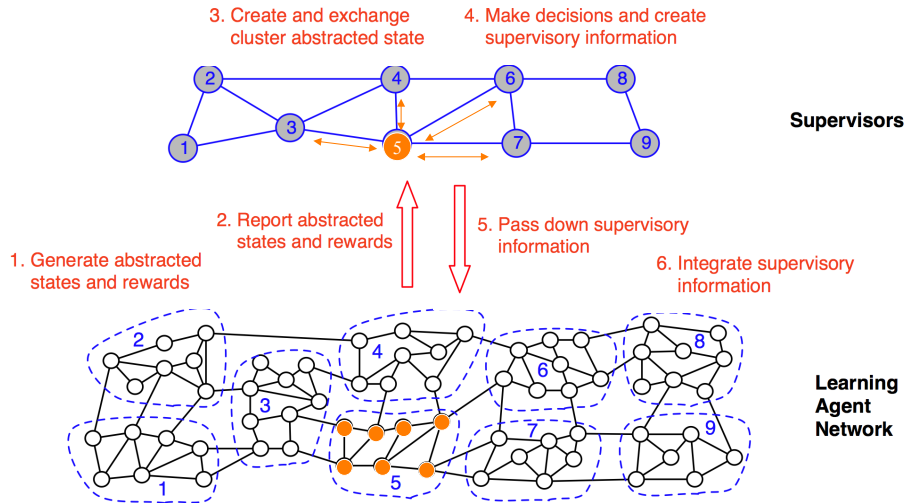 3. Create and exchange
cluster abstracted state
4. Make decisions and create
supervisory information
2
4
6
8
3
1
5
7
9
Supervisors
2. Report abstracted
states and rewards
5. Pass down supervisory
information
1. Generate abstracted
states and rewards
6. Integrate supervisory
information
2
4
6
8
3
7
9
1
5
Learning
Agent
Network